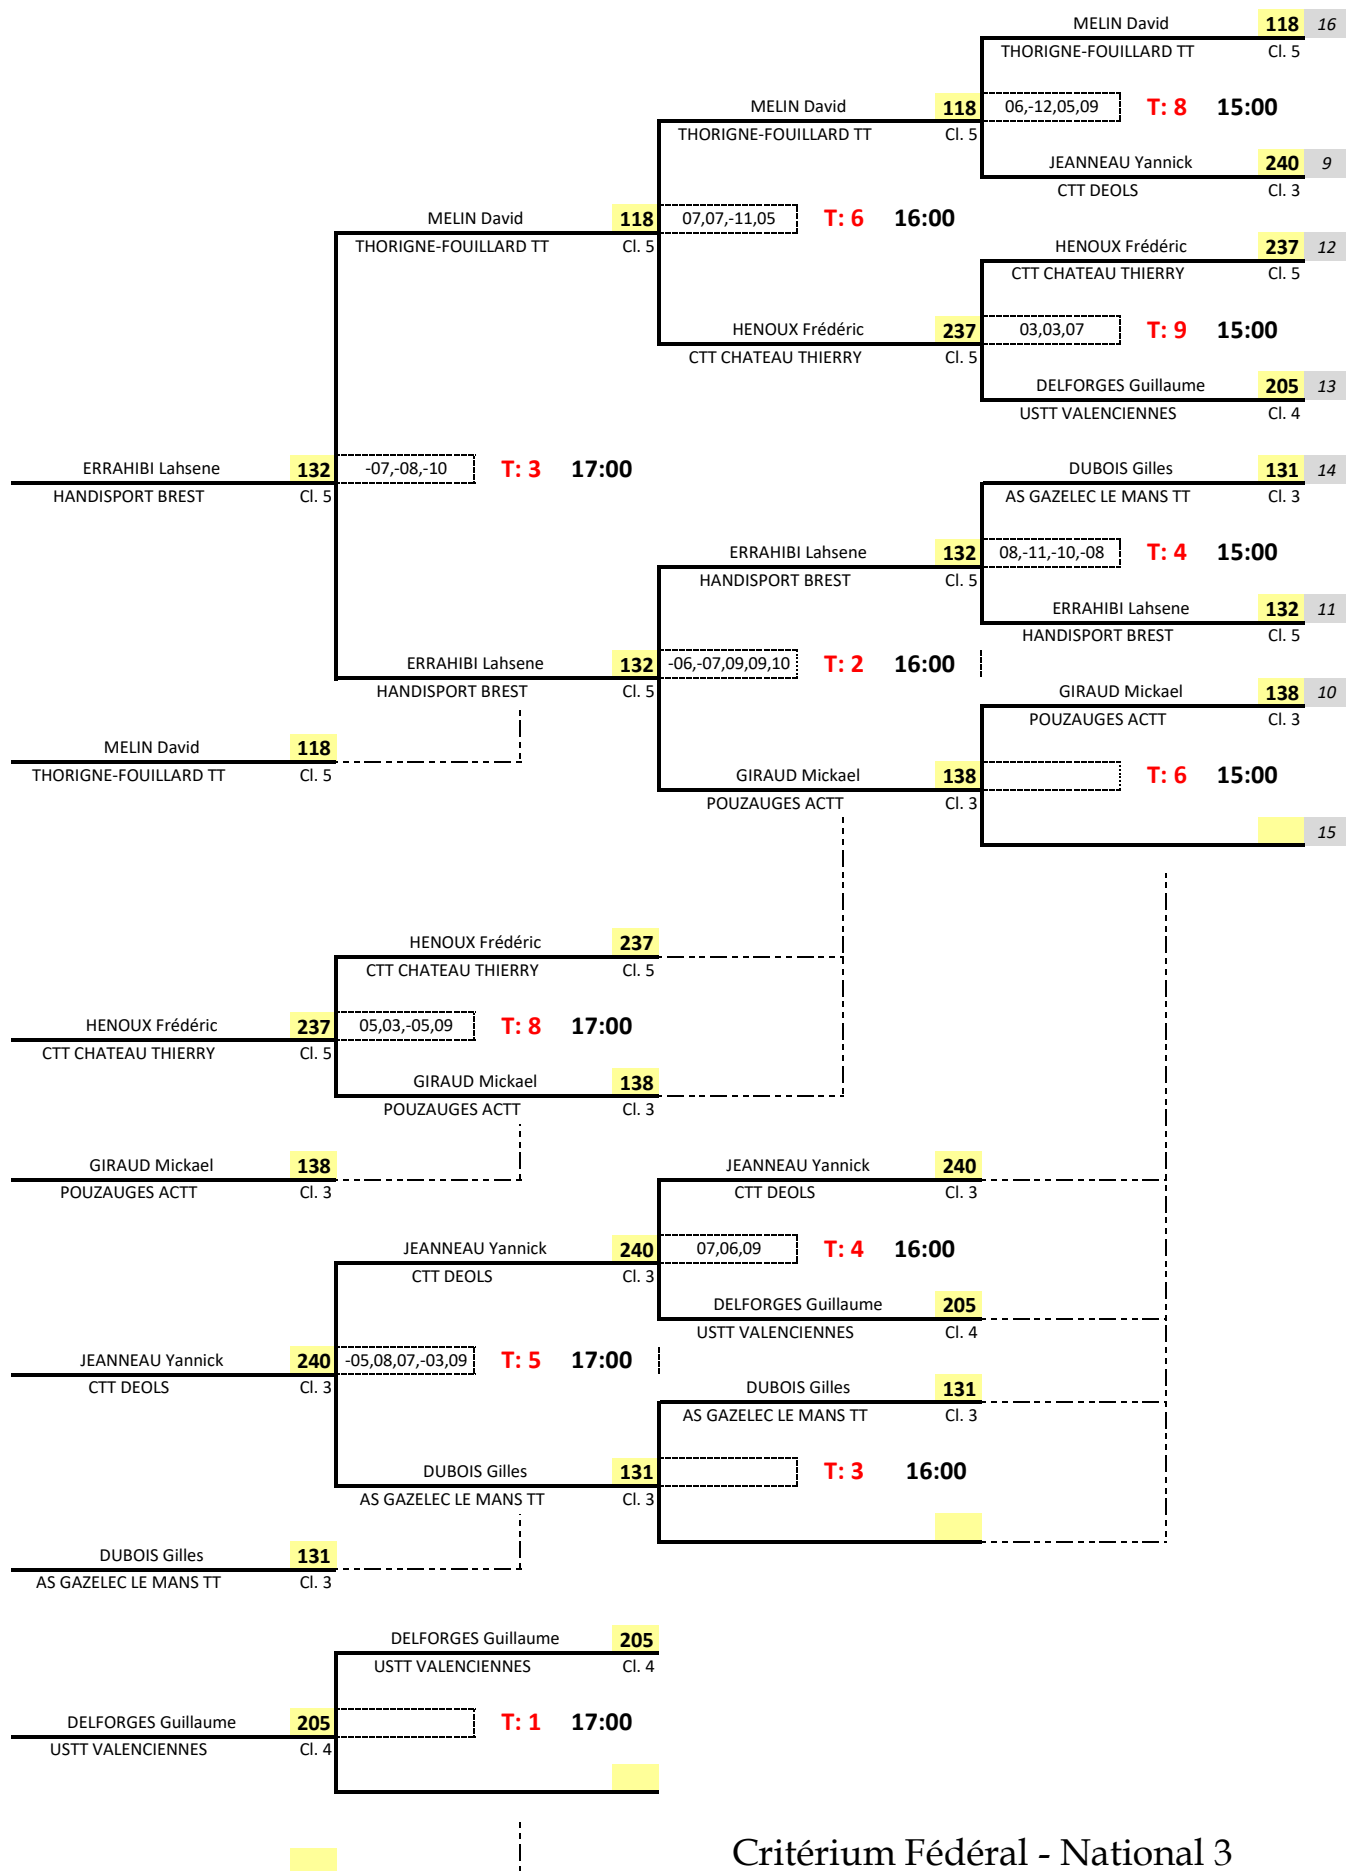 MELIN David 118 16
THORIGNE-FOUILLARD TT Cl. 5
MELIN David 118 06,-12,05,09 T: 8 15:00
THORIGNE-FOUILLARD TT Cl. 5
JEANNEAU Yannick 240 9
CTT DEOLS Cl. 3
MELIN David 118 07,07,-11,05 T: 6 16:00
THORIGNE-FOUILLARD TT Cl. 5
HENOUX Frédéric 237 12
CTT CHATEAU THIERRY Cl. 5
HENOUX Frédéric 237 03,03,07 T: 9 15:00
CTT CHATEAU THIERRY Cl. 5
DELFORGES Guillaume 205 13
USTT VALENCIENNES Cl. 4
ERRAHIBI Lahsene 132 -07,-08,-10 T: 3 17:00
HANDISPORT BREST Cl. 5
DUBOIS Gilles 131 14
AS GAZELEC LE MANS TT Cl. 3
ERRAHIBI Lahsene 132 08,-11,-10,-08 T: 4 15:00
HANDISPORT BREST Cl. 5
ERRAHIBI Lahsene 132 11
HANDISPORT BREST Cl. 5
ERRAHIBI Lahsene 132 -06,-07,09,09,10 T: 2 16:00
HANDISPORT BREST Cl. 5
GIRAUD Mickael 138 10
POUZAUGES ACTT Cl. 3
MELIN David 118
THORIGNE-FOUILLARD TT Cl. 5
GIRAUD Mickael 138 T: 6 15:00
POUZAUGES ACTT Cl. 3
15
HENOUX Frédéric 237
CTT CHATEAU THIERRY Cl. 5
HENOUX Frédéric 237 05,03,-05,09 T: 8 17:00
CTT CHATEAU THIERRY Cl. 5
GIRAUD Mickael 138
POUZAUGES ACTT Cl. 3
GIRAUD Mickael 138
POUZAUGES ACTT Cl. 3
JEANNEAU Yannick 240
CTT DEOLS Cl. 3
JEANNEAU Yannick 240 07,06,09 T: 4 16:00
CTT DEOLS Cl. 3
DELFORGES Guillaume 205
USTT VALENCIENNES Cl. 4
JEANNEAU Yannick 240 -05,08,07,-03,09 T: 5 17:00
CTT DEOLS Cl. 3
DUBOIS Gilles 131
AS GAZELEC LE MANS TT Cl. 3
DUBOIS Gilles 131 T: 3 16:00
AS GAZELEC LE MANS TT Cl. 3
DUBOIS Gilles 131
AS GAZELEC LE MANS TT Cl. 3
DELFORGES Guillaume 205
USTT VALENCIENNES Cl. 4
DELFORGES Guillaume 205 T: 1 17:00
USTT VALENCIENNES Cl. 4
Critérium Fédéral - National 3